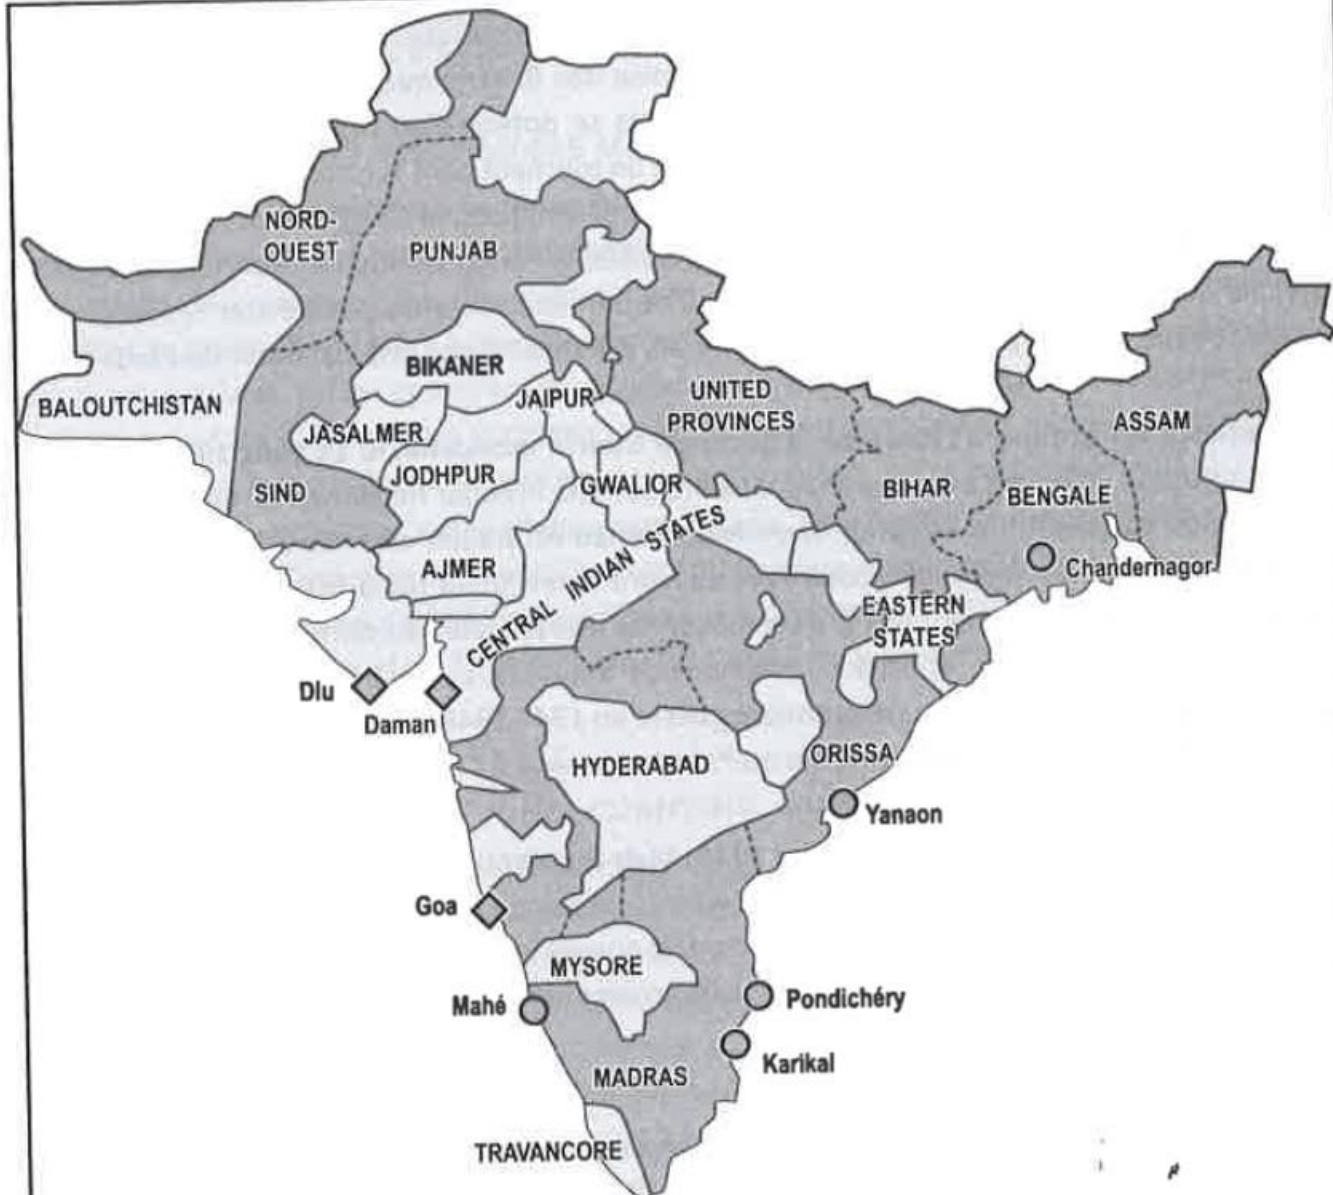 NORD-
OUEST
PUNJAB
BIKANER
BALOUTCHISTAN
JAIPUR
UNITED
PROVINCES
ASSAM
JASALMER
JODHPUR
GWALIOR
SIND
BIHAR
BENGALE
AJMER
CENTRAL INDIAN STATES
Chandernagor
EASTERN
STATES
Dlu
Daman
HYDERABAD
ORISSA
Yanaon
Goa
MYSORE
Mahé
Pondichéry
Karikal
MADRAS
TRAVANCORE